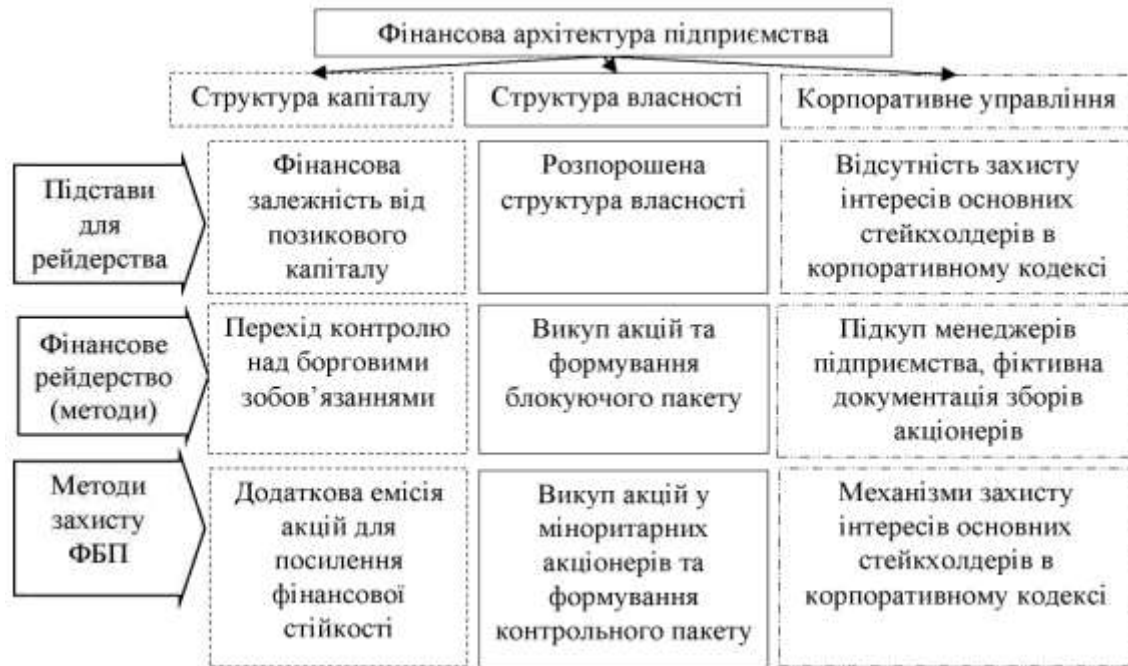 Фінансова архітектура підприємства
Структура капіталу
Структура власності
Корпоративне управління
Підстави
для
рейдерства
Фінансова
залежність від
позикового
капіталу
Розпорошена
структура власності
Відсутність захисту
інтересів основних
стейкхолдерів в
корпоративному кодексі
Фінансове
рейдерство
(методи)
Перехід контролю
над борговими
зобов’язаннями
Викуп акцій та
формування
блокуючого пакету
Підкуп менеджерів
підприємства, фіктивна
документація зборів
акціонерів
Методи
захисту
ФБП
Додаткова емісія
акцій для
посилення
фінансової
стійкості
Викуп акцій у
міноритарних
акціонерів та
формування
контрольного пакету
Механізми захисту
інтересів основних
стейкхолдерів в
корпоративному кодексі